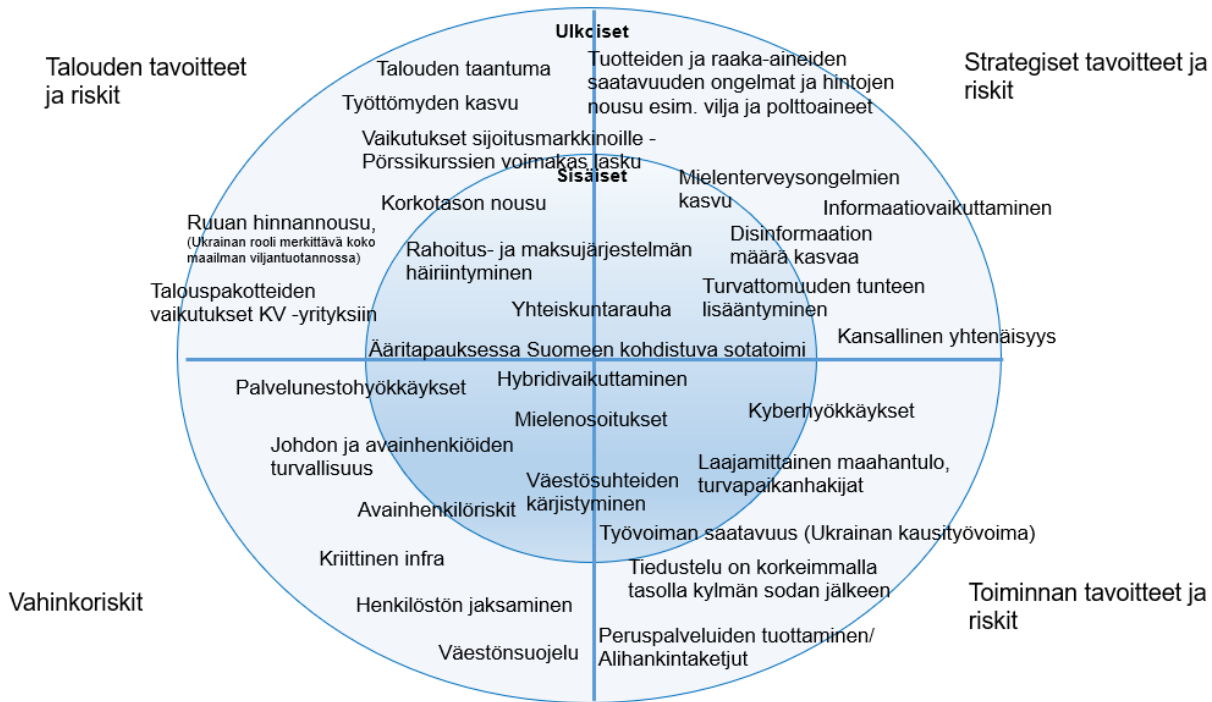 Ulkoiset
Talouden tavoitteet
ja riskit
Strategiset tavoitteet ja
riskit
Talouden taantuma
Työttömyden kasvu
Vaikutukset sijoitusmarkkinoille -
Pörssikurssien voimakas lasku
Tuotteiden ja raaka-aineiden
saatavuuden ongelmat ja hintojen
nousu esim. vilja ja polttoaineet
Sisäiset
Korkotason nousu
Mielenterveysongelmien
kasvu
Informaatiovaikuttaminen
Ruuan hinnannousu,
(Ukrainan rooli merkittävä koko
maailman viljantuotannossa)
Rahoitus- ja maksujärjestelmän
häiriintyminen
Disinformaation
määrä kasvaa
Talouspakotteiden
vaikutukset KV -yrityksiin
Yhteiskuntarauha
Turvattomuuden tunteen
lisääntyminen
Kansallinen yhtenäisyys
Ääritapauksessa Suomeen kohdistuva sotatoimi
Palvelunestohyökkäykset
Hybridivaikuttaminen
Mielenosoitukset
Kyberhyökkäykset
Johdon ja avainhenkiöiden
turvallisuus
Väestösuhteiden
kärjistyminen
Laajamittainen maahantulo,
turvapaikanhakijat
Avainhenkilöriskit
Työvoiman saatavuus (Ukrainan kausityövoima)
Kriittinen infra
Tiedustelu on korkeimmalla
tasolla kylmän sodan jälkeen
Vahinkoriskit
Henkilöstön jaksaminen
Toiminnan tavoitteet ja
riskit
Väestönsuojelu
Peruspalveluiden tuottaminen/
Alihankintaketjut